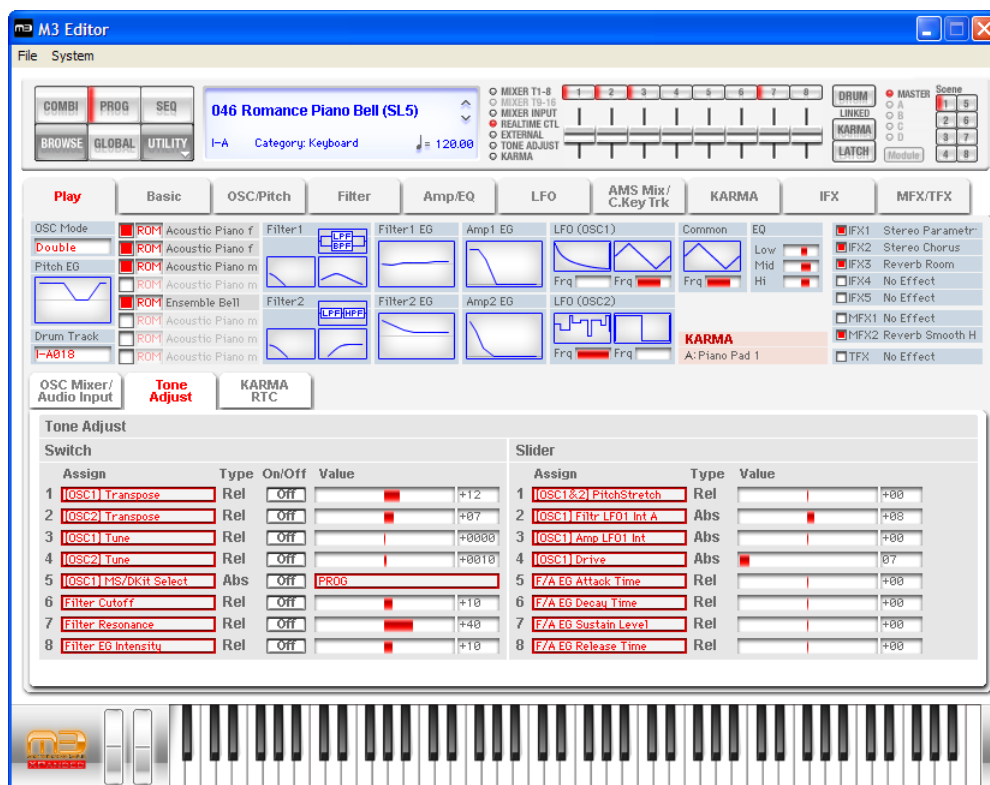 M3 Editor
File System
COMBI PROG SEQ
BROWSE GLOBAL UTILITY
046 Romance Piano Bell (SL5)
I-A Category: Keyboard ♩= 120.00
MIXER T1-8
MIXER T9-16
MIXER INPUT
REALTIME CTL
EXTERNAL
TONE ADJUST
KARMA
1 2 3 4 5 6 7 8
DRUM
LINKED
KARMA
LATCH
MASTER
A
B
C
D
Module
Scene
1 5
2 6
3 7
4 8
Play Basic OSC/Pitch Filter Amp/EQ LFO AMS Mix/ C.Key Trk KARMA IFX MFX/TFX
OSC Mode
Double
Pitch EG
Drum Track
I-A018
ROM Acoustic Piano f
ROM Acoustic Piano f
ROM Acoustic Piano m
ROM Acoustic Piano m
ROM Ensemble Bell
ROM Acoustic Piano m
ROM Acoustic Piano m
ROM Acoustic Piano m
Filter1 LPF BPF
Filter2 LPF HPF
Filter1 EG
Filter2 EG
Amp1 EG
Amp2 EG
LFO (OSC1)
Frq Frq
LFO (OSC2)
Frq Frq
Common
Frq
EQ
Low
Mid
Hi
KARMA
A: Piano Pad 1
IFX1 Stereo Parametr
IFX2 Stereo Chorus
IFX3 Reverb Room
IFX4 No Effect
IFX5 No Effect
MFX1 No Effect
MFX2 Reverb Smooth H
TFX No Effect
OSC Mixer/ Audio Input
Tone Adjust
KARMA RTC
Tone Adjust
Switch
Assign Type On/Off Value
1 [OSC1] Transpose Rel Off +12
2 [OSC2] Transpose Rel Off +07
3 [OSC1] Tune Rel Off +0000
4 [OSC2] Tune Rel Off +0010
5 [OSC1] MS/DKit Select Abs Off PROG
6 Filter Cutoff Rel Off +10
7 Filter Resonance Rel Off +40
8 Filter EG Intensity Rel Off +10
Slider
Assign Type Value
1 [OSC1&2] PitchStretch Rel +00
2 [OSC1] Filtr LFO1 Int A Abs +08
3 [OSC1] Amp LFO1 Int Abs +00
4 [OSC1] Drive Abs 07
5 F/A EG Attack Time Rel +00
6 F/A EG Decay Time Rel +00
7 F/A EG Sustain Level Rel +00
8 F/A EG Release Time Rel +00
m3
XPANDED